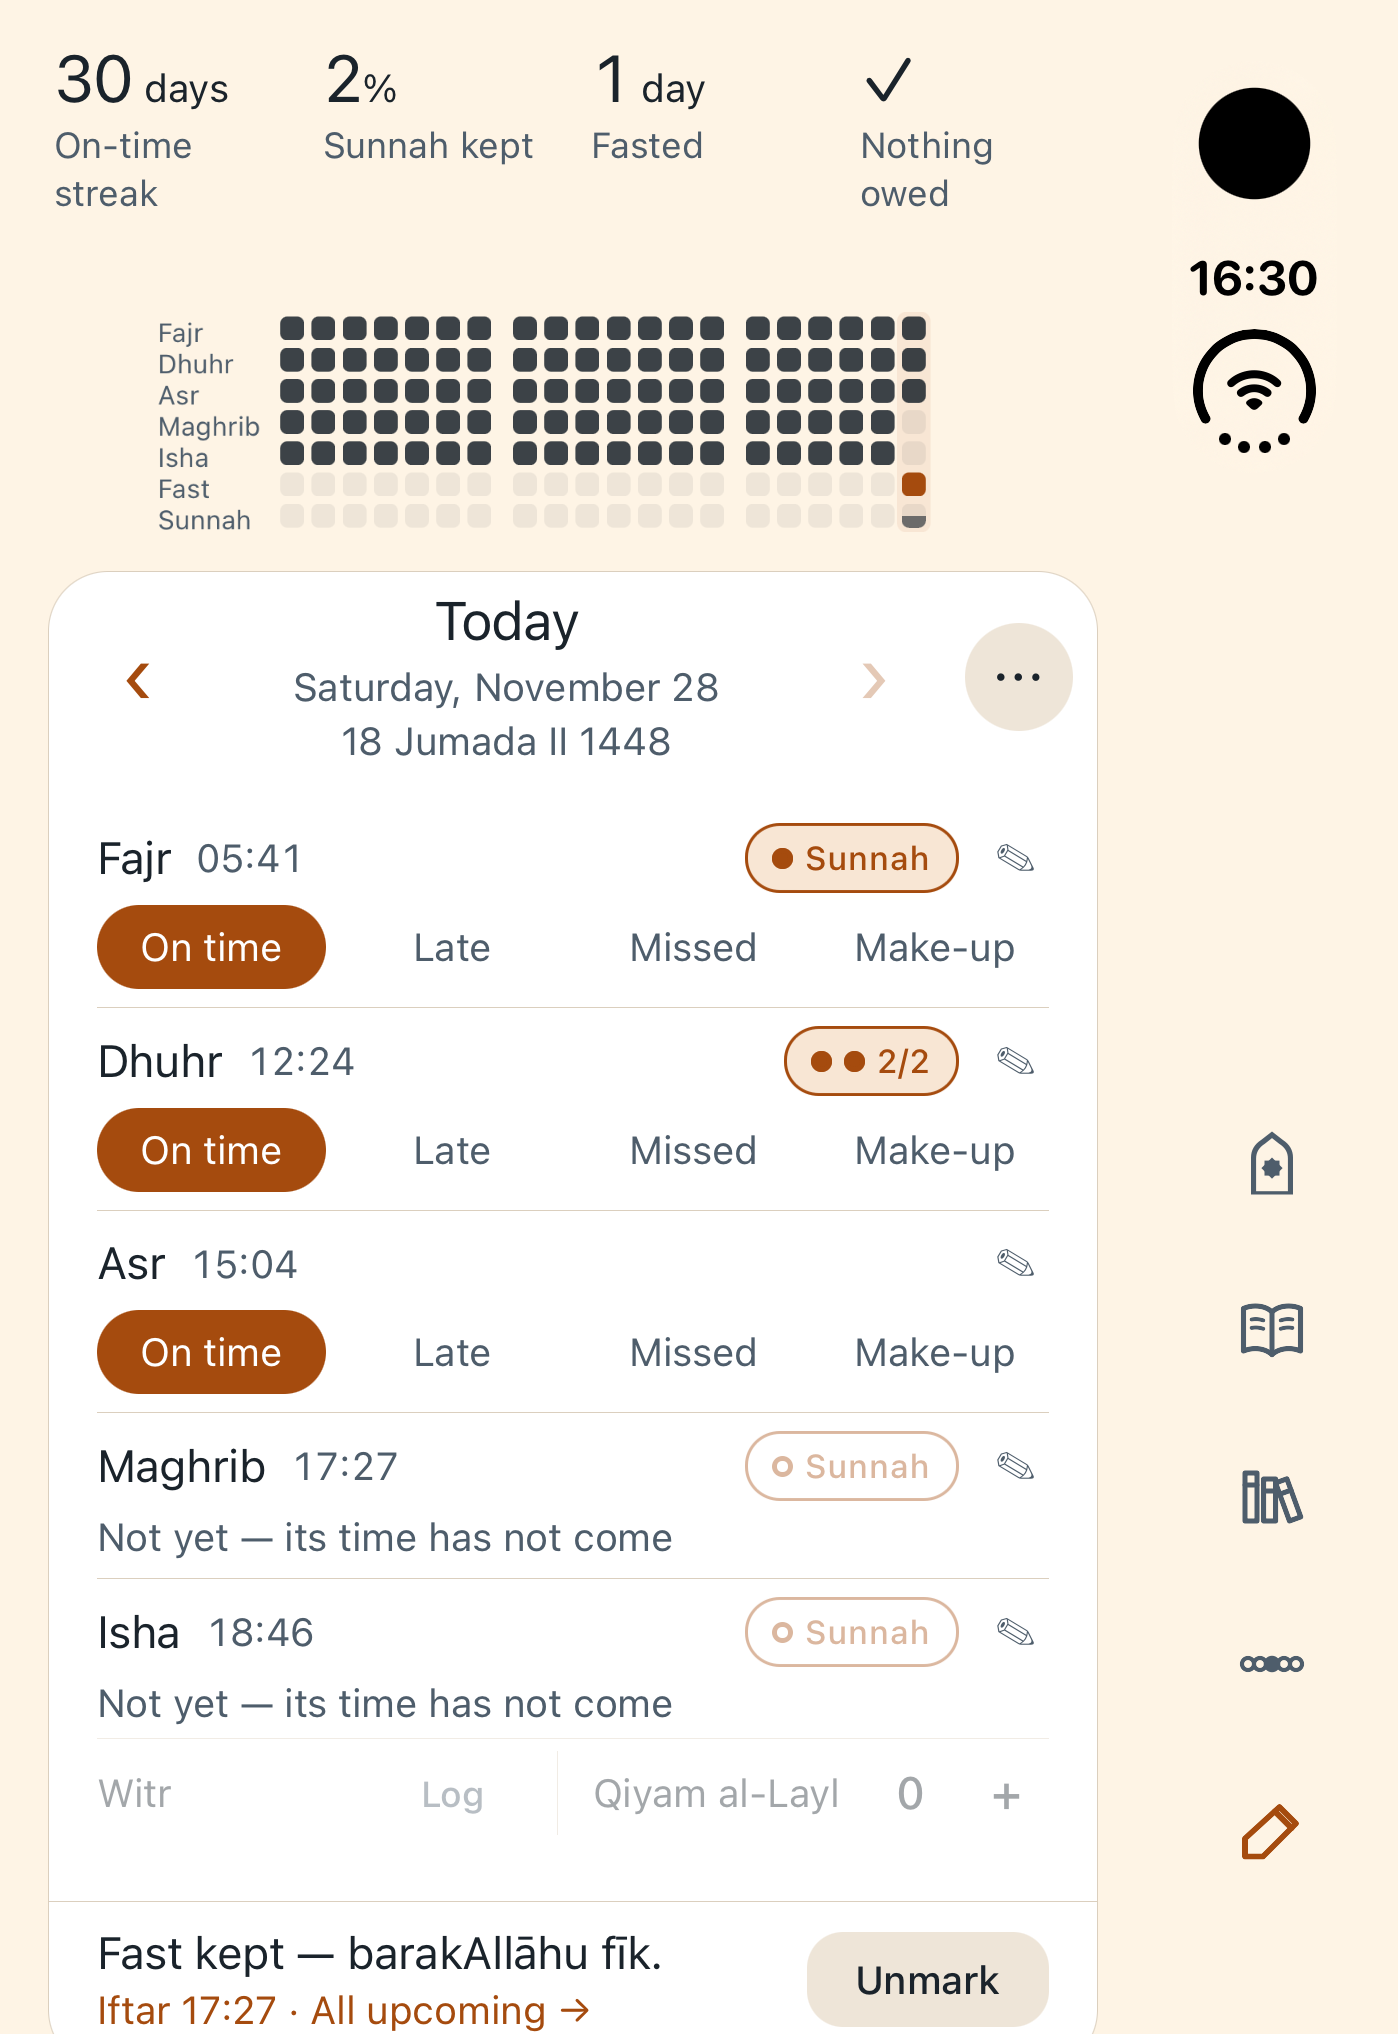 30 days
On-time
streak
2%
Sunnah kept
1 day
Fasted
✓
Nothing
owed
16:30
Fajr
Dhuhr
Asr
Maghrib
Isha
Fast
Sunnah
Today
Saturday, November 28
18 Jumada II 1448
Fajr 05:41 Sunnah
On time Late Missed Make-up
Dhuhr 12:24 2/2
On time Late Missed Make-up
Asr 15:04
On time Late Missed Make-up
Maghrib 17:27 Sunnah
Not yet — its time has not come
Isha 18:46 Sunnah
Not yet — its time has not come
Witr Log Qiyam al-Layl 0 +
Fast kept — barakAllāhu fīk.
Iftar 17:27 · All upcoming →
Unmark